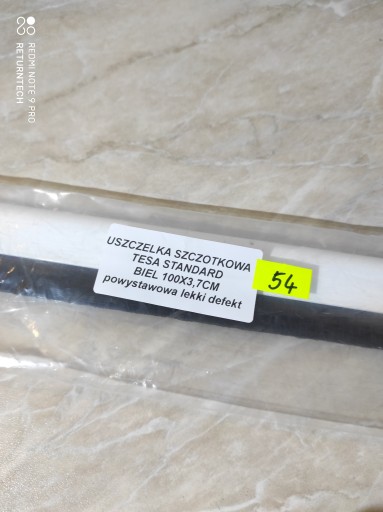 REDMI NOTE 9 PRO
RETURNTECH
USZCZELKA SZCZOTKOWA
TESA STANDARD
BIEL 100X3,7CM
powystawowa lekki defekt
54